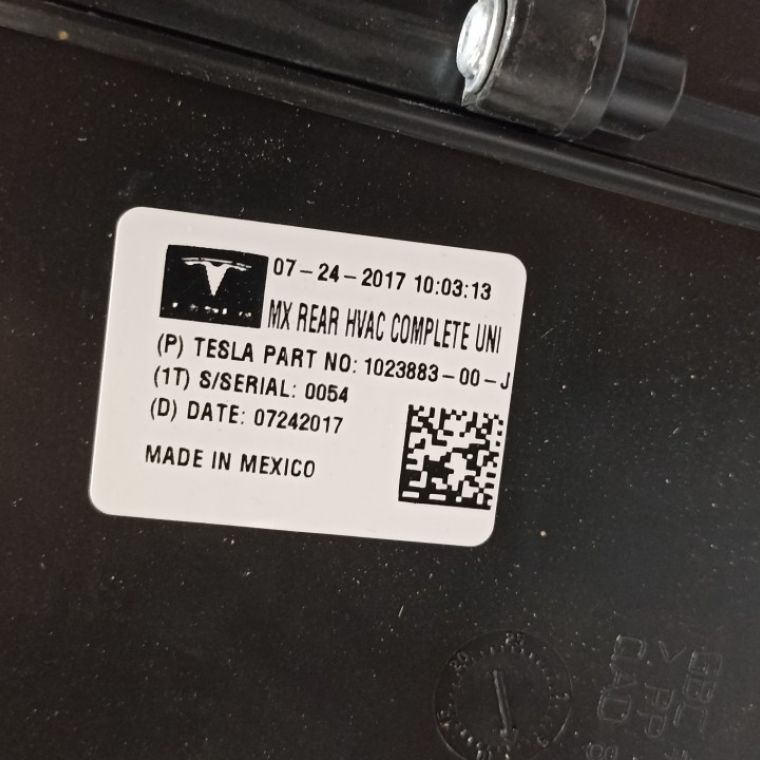 07-24-2017 10:03:13
MX REAR HVAC COMPLETE UNI
(P) TESLA PART NO: 1023883-00-J
(1T) S/SERIAL: 0054
(D) DATE: 07242017
MADE IN MEXICO